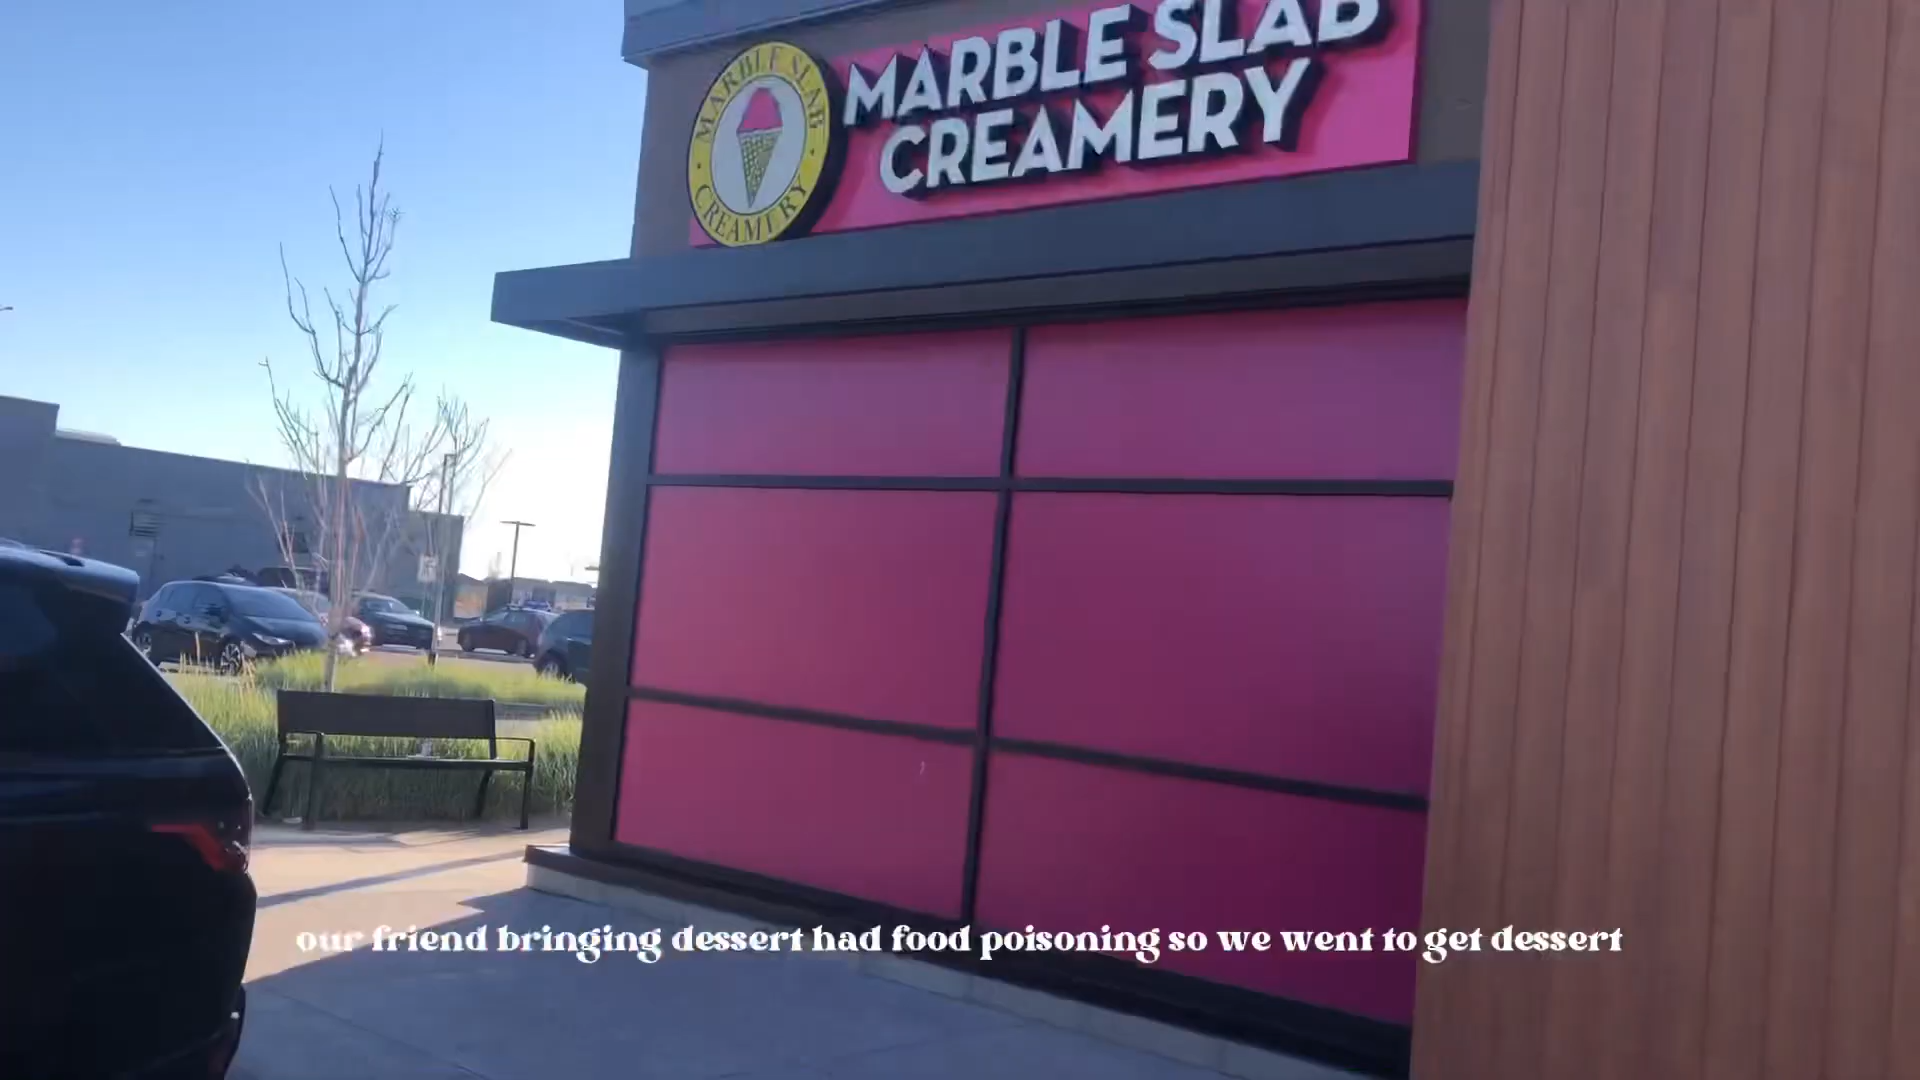 MARBLE SLAB
CREAMERY
MARBLE SLAB
CREAMERY
our friend bringing dessert had food poisoning so we went to get dessert